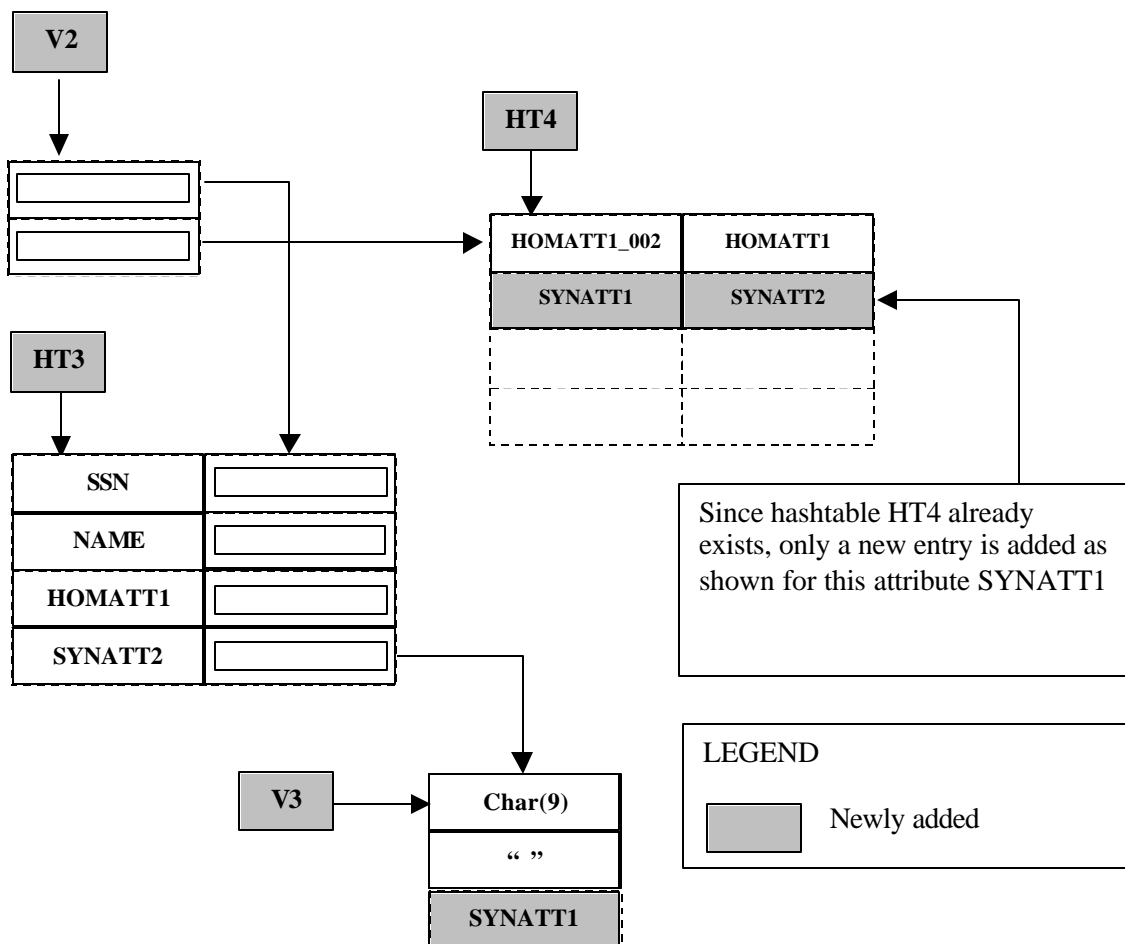 V2
HT4
HOMATT1_002 HOMATT1
SYNATT1 SYNATT2
HT3
SSN
NAME
HOMATT1
SYNATT2
Since hashtable HT4 already
exists, only a new entry is added as
shown for this attribute SYNATT1
V3
Char(9)
“ ”
SYNATT1
LEGEND
Newly added